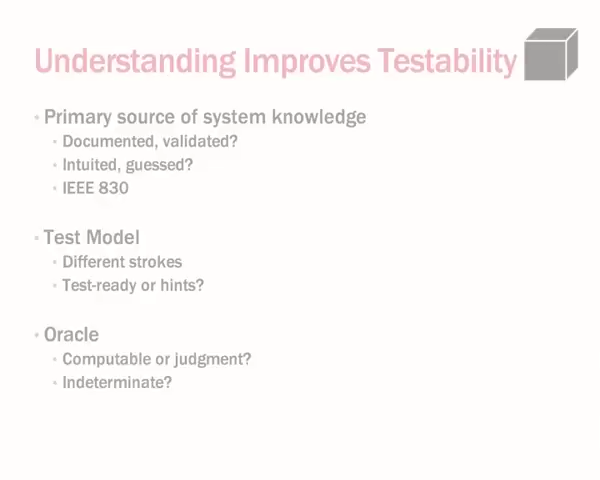 Understanding Improves Testability
• Primary source of system knowledge
• Documented, validated?
• Intuited, guessed?
• IEEE 830
• Test Model
• Different strokes
• Test-ready or hints?
• Oracle
• Computable or judgment?
• Indeterminate?